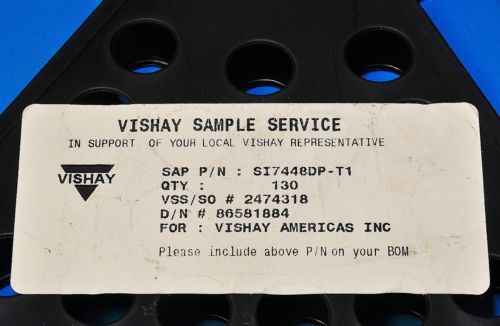 VISHAY SAMPLE SERVICE
IN SUPPORT OF YOUR LOCAL VISHAY REPRESENTATIVE
VISHAY
SAP P/N : SI7448DP-T1
QTY : 130
VSS/SO # 2474318
D/N # 86581884
FOR : VISHAY AMERICAS INC
Please include above P/N on your BOM